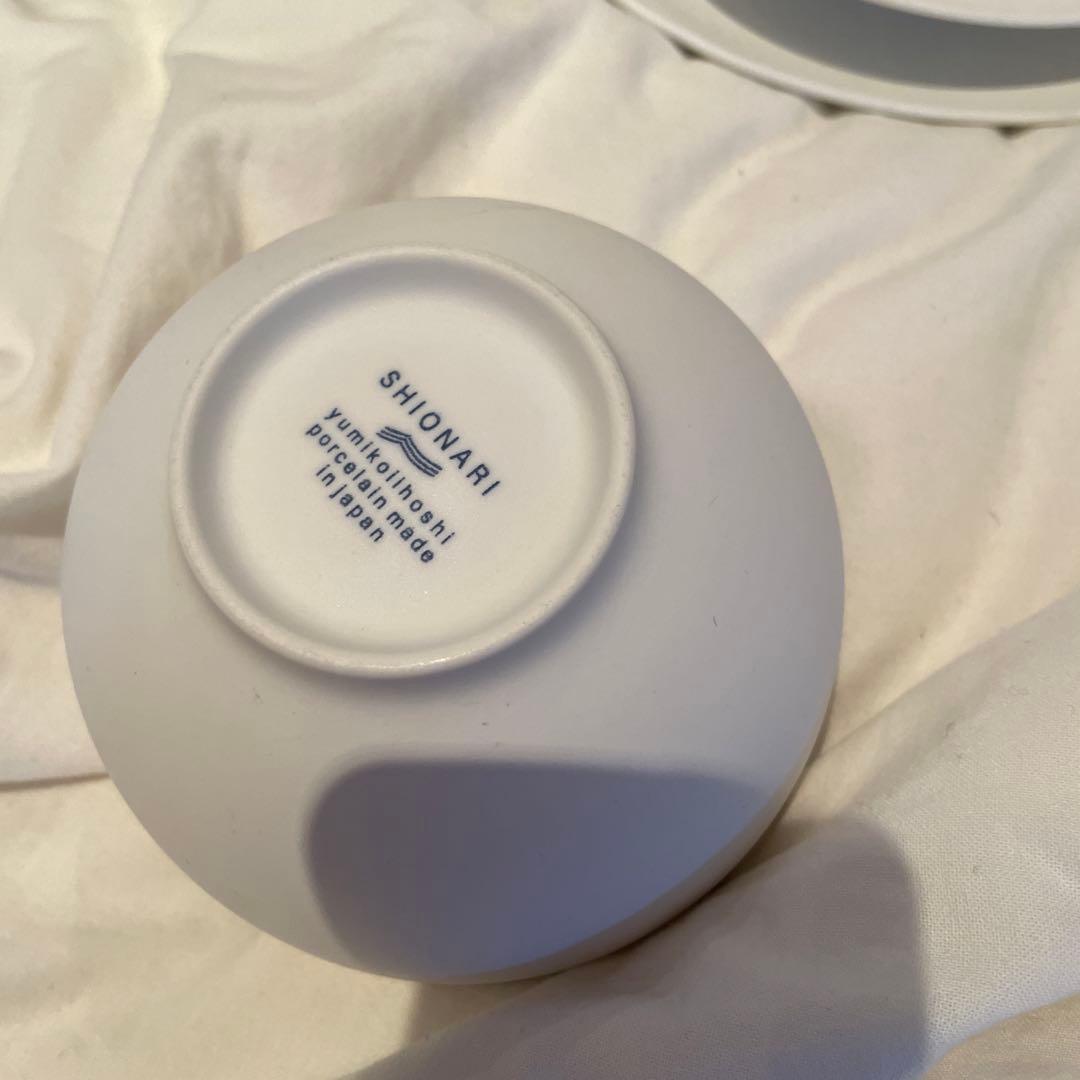 SHIONARI
yumikoiihoshi
porcelain made
in japan